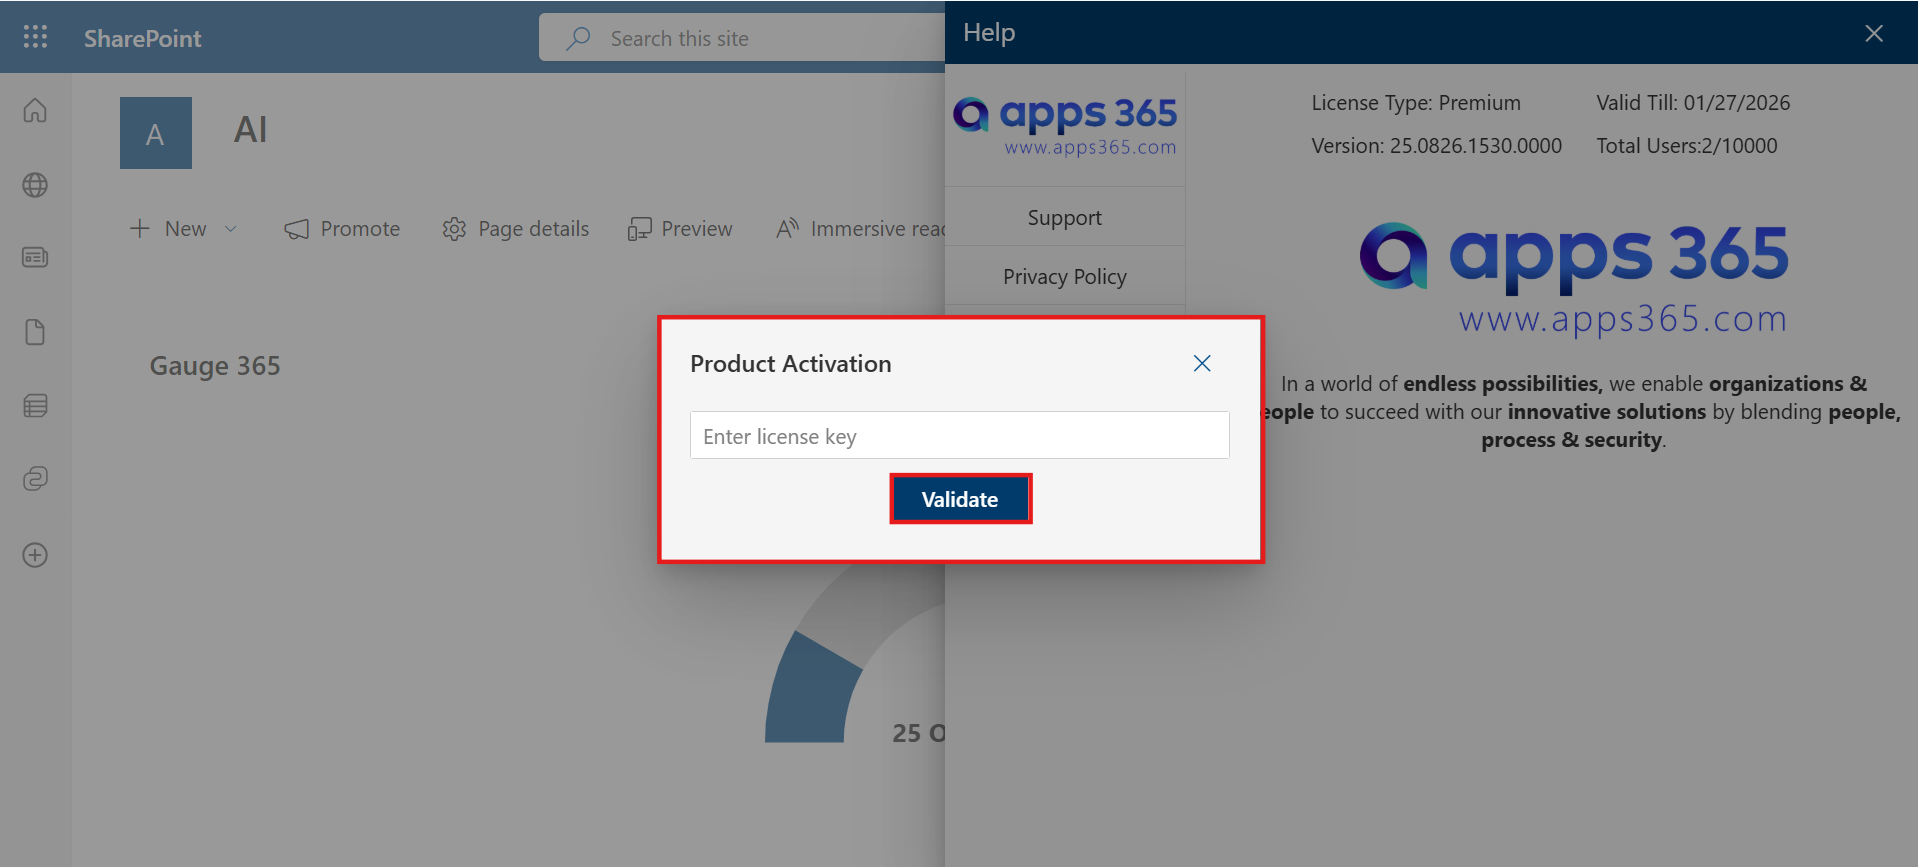 SharePoint
Search this site
Help
A
AI
apps 365
www.apps365.com
License Type: Premium
Valid Till: 01/27/2026
Version: 25.0826.1530.0000
Total Users:2/10000
New
Promote
Page details
Preview
Immersive reac
Support
Privacy Policy
apps 365
www.apps365.com
Gauge 365
Product Activation
Enter license key
Validate
In a world of endless possibilities, we enable organizations &
eople to succeed with our innovative solutions by blending people,
process & security.
25 O